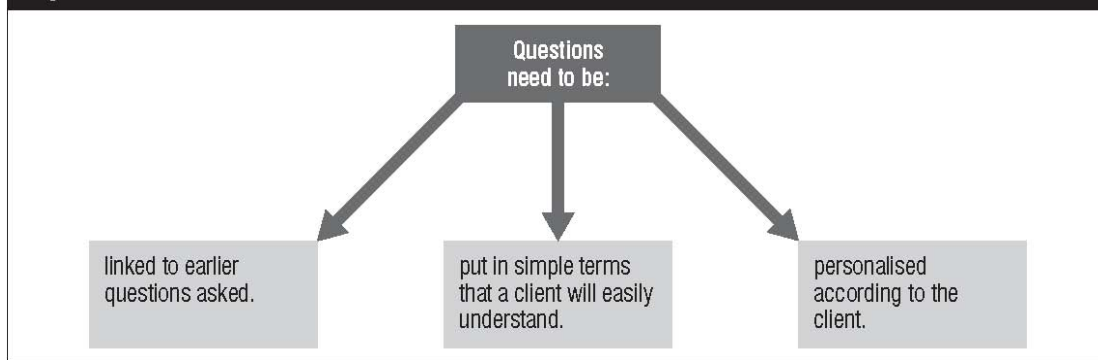 Questions
need to be:
linked to earlier
questions asked.
put in simple terms
that a client will easily
understand.
personalised
according to the
client.